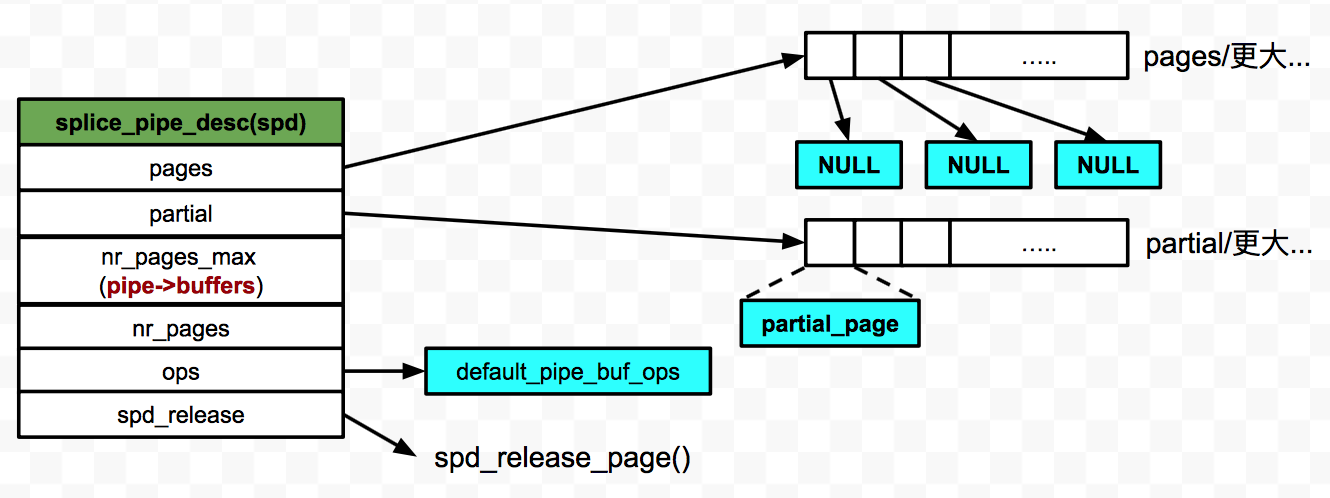 splice_pipe_desc(spd)
pages
partial
nr_pages_max
(pipe->buffers)
nr_pages
ops
spd_release
default_pipe_buf_ops
spd_release_page()
.....
pages/更大...
NULL
NULL
NULL
.....
partial/更大...
partial_page